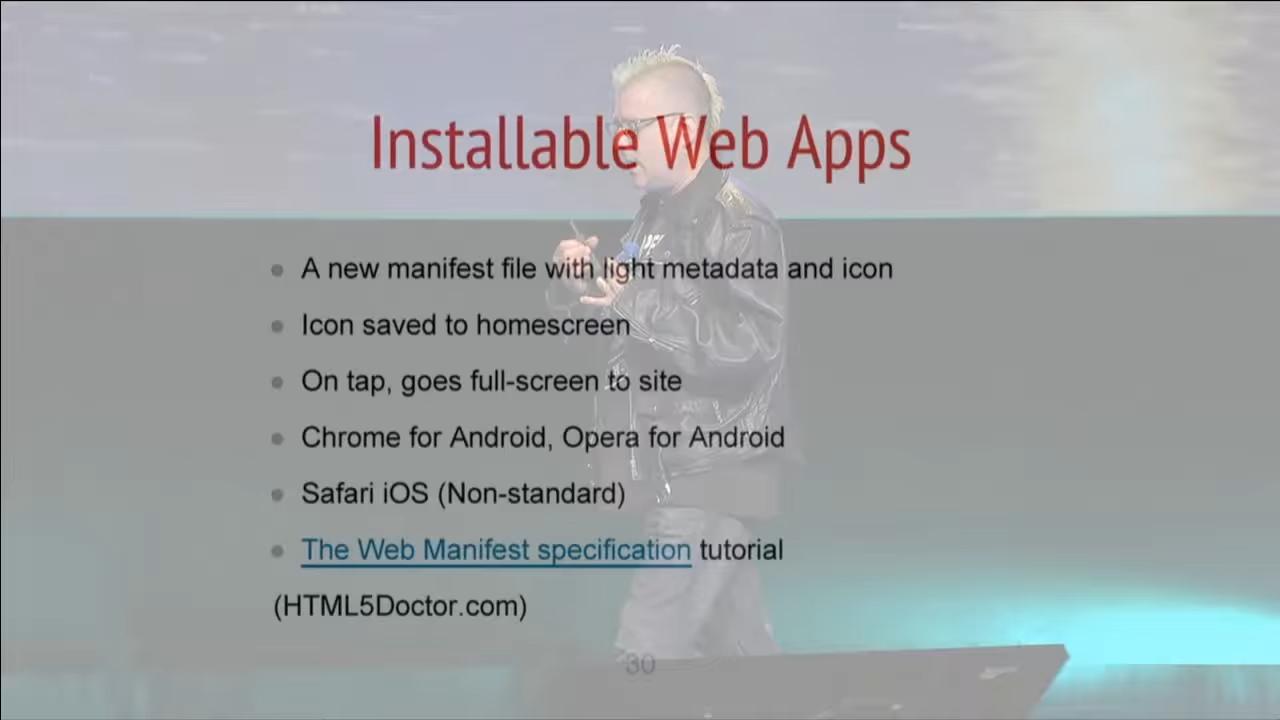 Installable Web Apps
A new manifest file with light metadata and icon
Icon saved to homescreen
On tap, goes full-screen to site
Chrome for Android, Opera for Android
Safari iOS (Non-standard)
The Web Manifest specification tutorial
(HTML5Doctor.com)
30